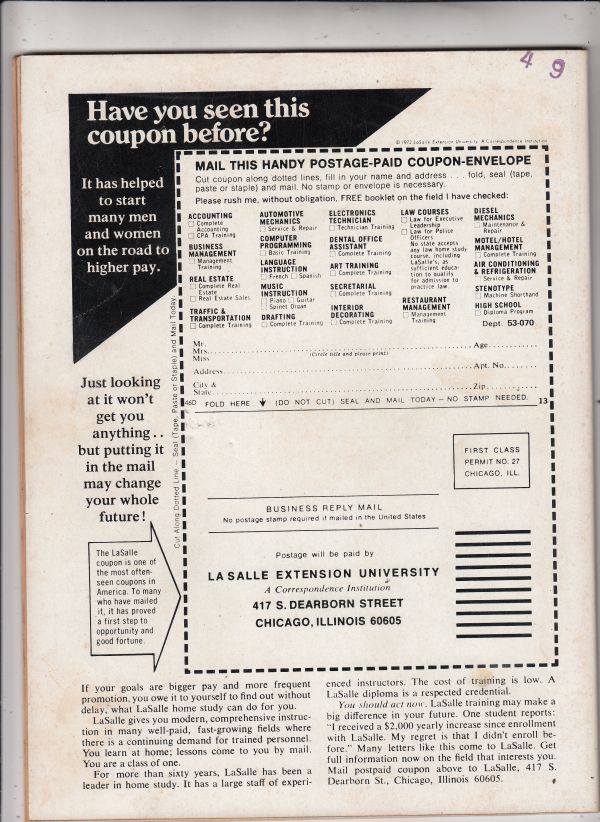 4 9
Have you seen this
coupon before?
© 1972 LaSalle Extension University A Correspondence Institution
It has helped
to start
many men
and women
on the road to
higher pay.
Just looking
at it won't
get you
anything . .
but putting it
in the mail
may change
your whole
future!
The LaSalle
coupon is one of
the most often-
seen coupons in
America. To many
who have mailed
it, it has proved
a first step to
opportunity and
good fortune.
Cut Along Dotted Line — Seal (Tape, Paste or Staple) and Mail Today
MAIL THIS HANDY POSTAGE-PAID COUPON-ENVELOPE
Cut coupon along dotted lines, fill in your name and address . . . fold, seal (tape,
paste or staple) and mail. No stamp or envelope is necessary.
Please rush me, without obligation, FREE booklet on the field I have checked:
ACCOUNTING
☐ Complete
Accounting
☐ CPA Training
BUSINESS
MANAGEMENT
☐ Management
Training
REAL ESTATE
☐ Complete Real
Estate
☐ Real Estate Sales
TRAFFIC &
TRANSPORTATION
☐ Complete Training
AUTOMOTIVE
MECHANICS
☐ Service & Repair
COMPUTER
PROGRAMMING
☐ Basic Training
LANGUAGE
INSTRUCTION
☐ French ☐ Spanish
MUSIC
INSTRUCTION
☐ Piano ☐ Guitar
☐ Spinet Organ
DRAFTING
☐ Complete Training
ELECTRONICS
TECHNICIAN
☐ Technician Training
DENTAL OFFICE
ASSISTANT
☐ Complete Training
ART TRAINING
☐ Complete Training
SECRETARIAL
☐ Complete Training
INTERIOR
DECORATING
☐ Complete Training
LAW COURSES
☐ Law for Executive
Leadership
☐ Law for Police
Officers
No state accepts
any law home study
course, including
LaSalle's, as
sufficient educa-
tion to qualify
for admission to
practice law.
RESTAURANT
MANAGEMENT
☐ Management
Training
DIESEL
MECHANICS
☐ Maintenance &
Repair
MOTEL/HOTEL
MANAGEMENT
☐ Complete Training
AIR CONDITIONING
& REFRIGERATION
☐ Service & Repair
STENOTYPE
☐ Machine Shorthand
HIGH SCHOOL
☐ Diploma Program
Dept. 53-070
Mr.
Mrs. Age
Miss (Circle title and please print)
Address Apt. No.
City &
State Zip
46D FOLD HERE (DO NOT CUT) SEAL AND MAIL TODAY — NO STAMP NEEDED. 13
FIRST CLASS
PERMIT NO. 27
CHICAGO, ILL.
BUSINESS REPLY MAIL
No postage stamp required if mailed in the United States
Postage will be paid by
LA SALLE EXTENSION UNIVERSITY
A Correspondence Institution
417 S. DEARBORN STREET
CHICAGO, ILLINOIS 60605
If your goals are bigger pay and more frequent
promotion, you owe it to yourself to find out without
delay, what LaSalle home study can do for you.
LaSalle gives you modern, comprehensive instruc-
tion in many well-paid, fast-growing fields where
there is a continuing demand for trained personnel.
You learn at home; lessons come to you by mail.
You are a class of one.
For more than sixty years, LaSalle has been a
leader in home study. It has a large staff of experi-
enced instructors. The cost of training is low. A
LaSalle diploma is a respected credential.
You should act now. LaSalle training may make a
big difference in your future. One student reports:
"I received a $2,000 yearly increase since enrollment
with LaSalle. My regret is that I didn't enroll be-
fore." Many letters like this come to LaSalle. Get
full information now on the field that interests you.
Mail postpaid coupon above to LaSalle, 417 S.
Dearborn St., Chicago, Illinois 60605.